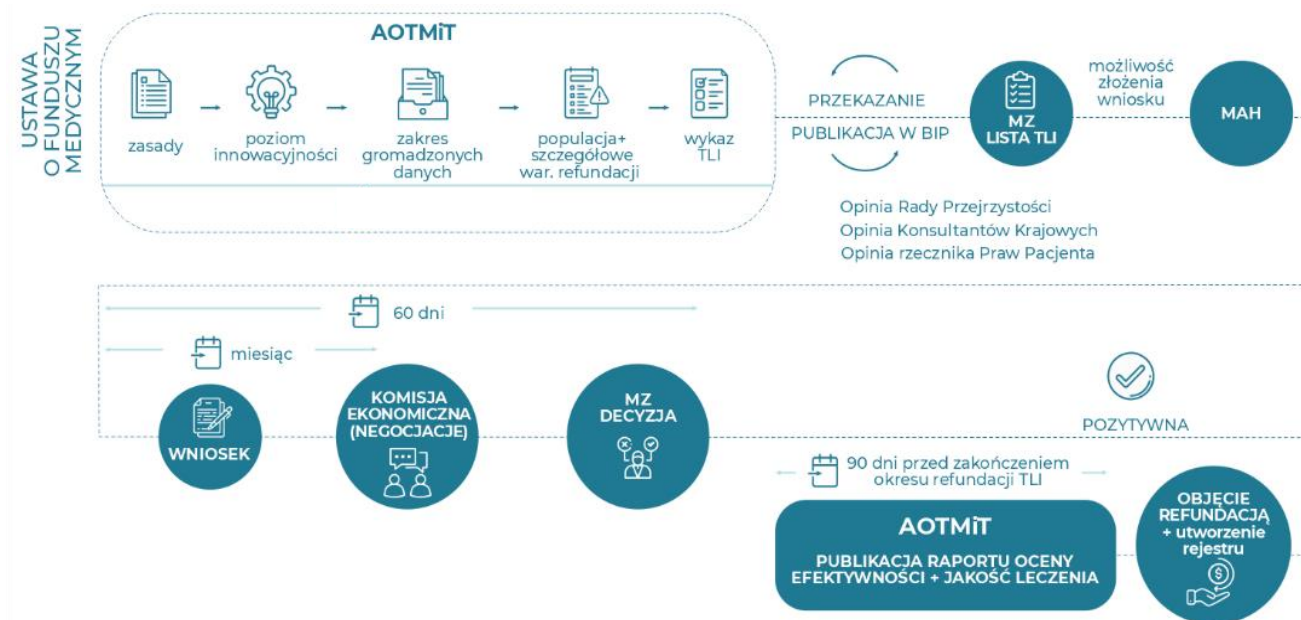 USTAWA
O FUNDUSZU
MEDYCZNYM
AOTMiT
zasady
poziom
innowacyjności
zakres
gromadzonych
danych
populacja+
szczegółowe
war. refundacji
wykaz
TLI
PRZEKAZANIE
PUBLIKACJA W BIP
MZ
LISTA TLI
możliwość
złożenia
wniosku
MAH
Opinia Rady Przejrzystości
Opinia Konsultantów Krajowych
Opinia rzecznika Praw Pacjenta
60 dni
miesiąc
WNIOSEK
KOMISJA
EKONOMICZNA
(NEGOCJACJE)
MZ
DECYZJA
POZYTYWNA
90 dni przed zakończeniem
okresu refundacji TLI
AOTMiT
PUBLIKACJA RAPORTU OCENY
EFEKTYWNOŚCI + JAKOŚĆ LECZENIA
OBJĘCIE
REFUNDACJĄ
+ utworzenie
rejestru
$